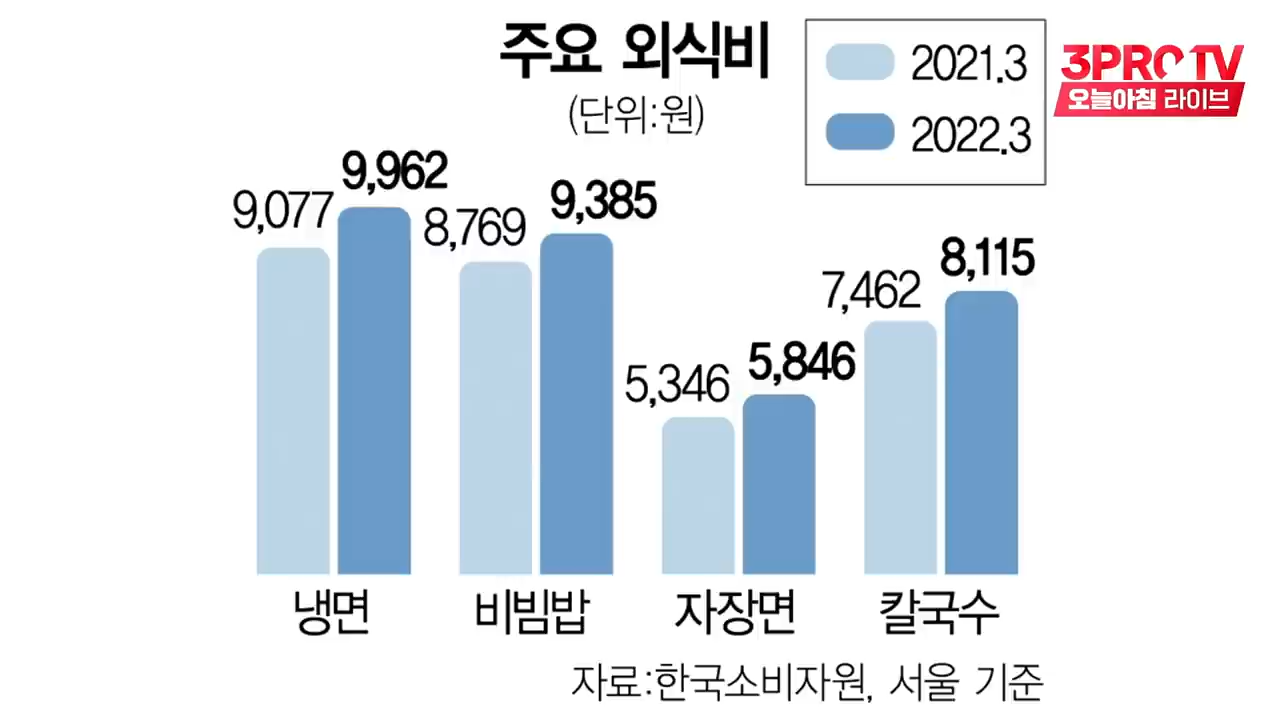 주요 외식비
(단위:원)
2021.3
2022.3
3PRO TV
오늘아침 라이브
9,077
9,962
8,769
9,385
5,346
5,846
7,462
8,115
냉면
비빔밥
자장면
칼국수
자료:한국소비자원, 서울 기준